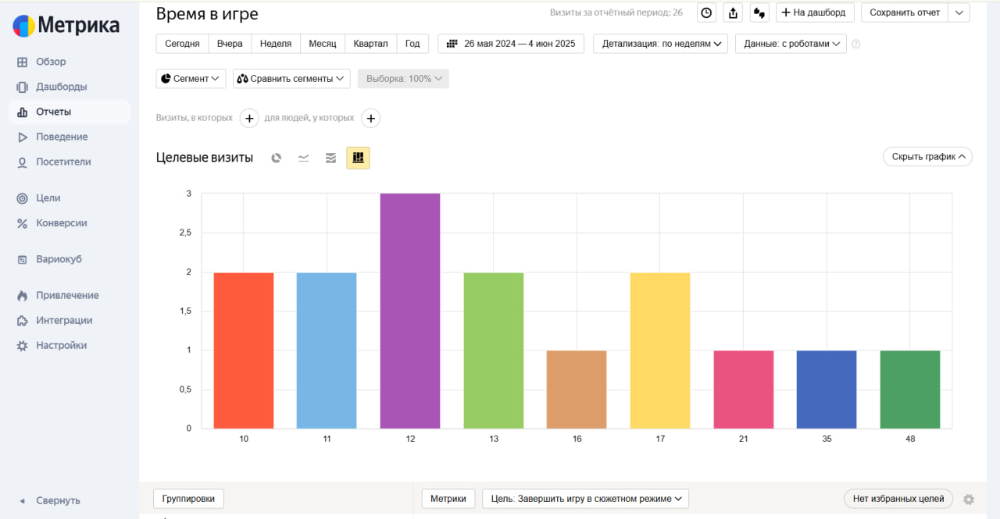 Метрика
Обзор
Дашборды
Отчеты
Поведение
Посетители
Цели
Конверсии
Вариокуб
Привлечение
Интеграции
Настройки
Свернуть
Время в игре
Визиты за отчётный период: 26
На дашборд
Сохранить отчет
Сегодня Вчера Неделя Месяц Квартал Год 26 мая 2024 — 4 июн 2025 Детализация: по неделям Данные: с роботами ?
Сегмент Сравнить сегменты Выборка: 100%
Визиты, в которых + для людей, у которых +
Целевые визиты
Скрыть график
3
2,5
2
1,5
1
0,5
0
10 11 12 13 16 17 21 35 48
Группировки Метрики Цель: Завершить игру в сюжетном режиме Нет избранных целей